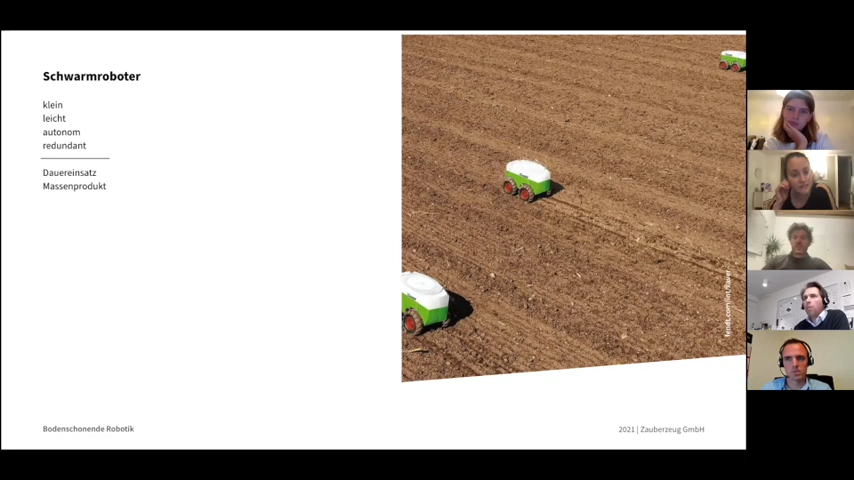 Schwarmroboter
klein
leicht
autonom
redundant
Dauereinsatz
Massenprodukt
Bodenschonende Robotik
2021 | Zauberzeug GmbH